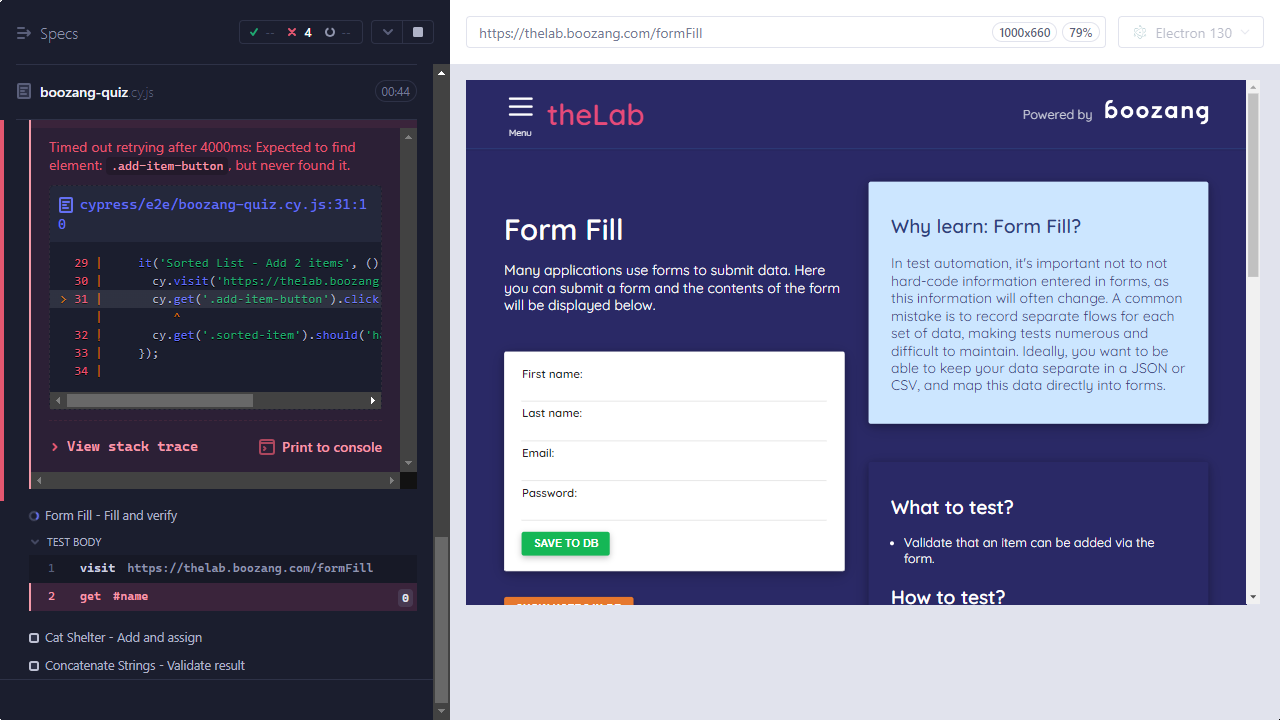 Specs
--
4
--
boozang-quiz.cy.js
00:44
Timed out retrying after 4000ms: Expected to find
element: .add-item-button, but never found it.
cypress/e2e/boozang-quiz.cy.js:31:1
0
29 | it('Sorted List - Add 2 items', ()
30 | cy.visit('https://thelab.boozang
> 31 | cy.get('.add-item-button').click
| ^
32 | cy.get('.sorted-item').should('ha
33 | });
34 |
View stack trace
Print to console
Form Fill - Fill and verify
TEST BODY
1 visit https://thelab.boozang.com/formFill
2 get #name 0
Cat Shelter - Add and assign
Concatenate Strings - Validate result
https://thelab.boozang.com/formFill
1000x660
79%
Electron 130
Menu
theLab
Powered by boozang
Form Fill
Many applications use forms to submit data. Here
you can submit a form and the contents of the form
will be displayed below.
First name:
Last name:
Email:
Password:
SAVE TO DB
Why learn: Form Fill?
In test automation, it's important not to not
hard-code information entered in forms, as
this information will often change. A common
mistake is to record separate flows for each
set of data, making tests numerous and
difficult to maintain. Ideally, you want to be
able to keep your data separate in a JSON or
CSV, and map this data directly into forms.
What to test?
• Validate that an item can be added via the
form.
How to test?